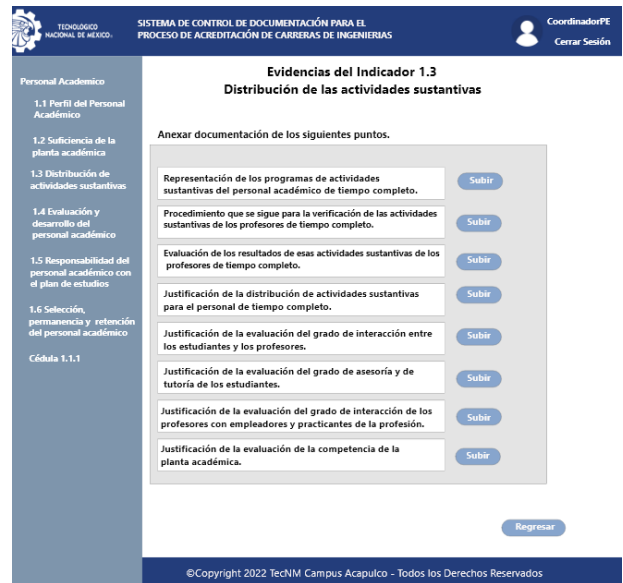 TECNOLOGICO
NACIONAL DE MÉXICO.
SISTEMA DE CONTROL DE DOCUMENTACIÓN PARA EL
PROCESO DE ACREDITACIÓN DE CARRERAS DE INGENIERIAS
CoordinadorPE
Cerrar Sesión
Personal Academico
1.1 Perfil del Personal
Académico
1.2 Suficiencia de la
planta académica
1.3 Distribución de
actividades sustantivas
1.4 Evaluación y
desarrollo del
personal académico
1.5 Responsabilidad del
personal académico con
el plan de estudios
1.6 Selección,
permanencia y retención
del personal académico
Cédula 1.1.1
Evidencias del Indicador 1.3
Distribución de las actividades sustantivas
Anexar documentación de los siguientes puntos.
Representación de los programas de actividades
sustantivas del personal académico de tiempo completo.
Subir
Procedimiento que se sigue para la verificación de las actividades
sustantivas de los profesores de tiempo completo.
Subir
Evaluación de los resultados de esas actividades sustantivas de los
profesores de tiempo completo.
Subir
Justificación de la distribución de actividades sustantivas
para el personal de tiempo completo.
Subir
Justificación de la evaluación del grado de interacción entre
los estudiantes y los profesores.
Subir
Justificación de la evaluación del grado de asesoría y de
tutoría de los estudiantes.
Subir
Justificación de la evaluación del grado de interacción de los
profesores con empleadores y practicantes de la profesión.
Subir
Justificación de la evaluación de la competencia de la
planta académica.
Subir
Regresar
©Copyright 2022 TecNM Campus Acapulco - Todos los Derechos Reservados